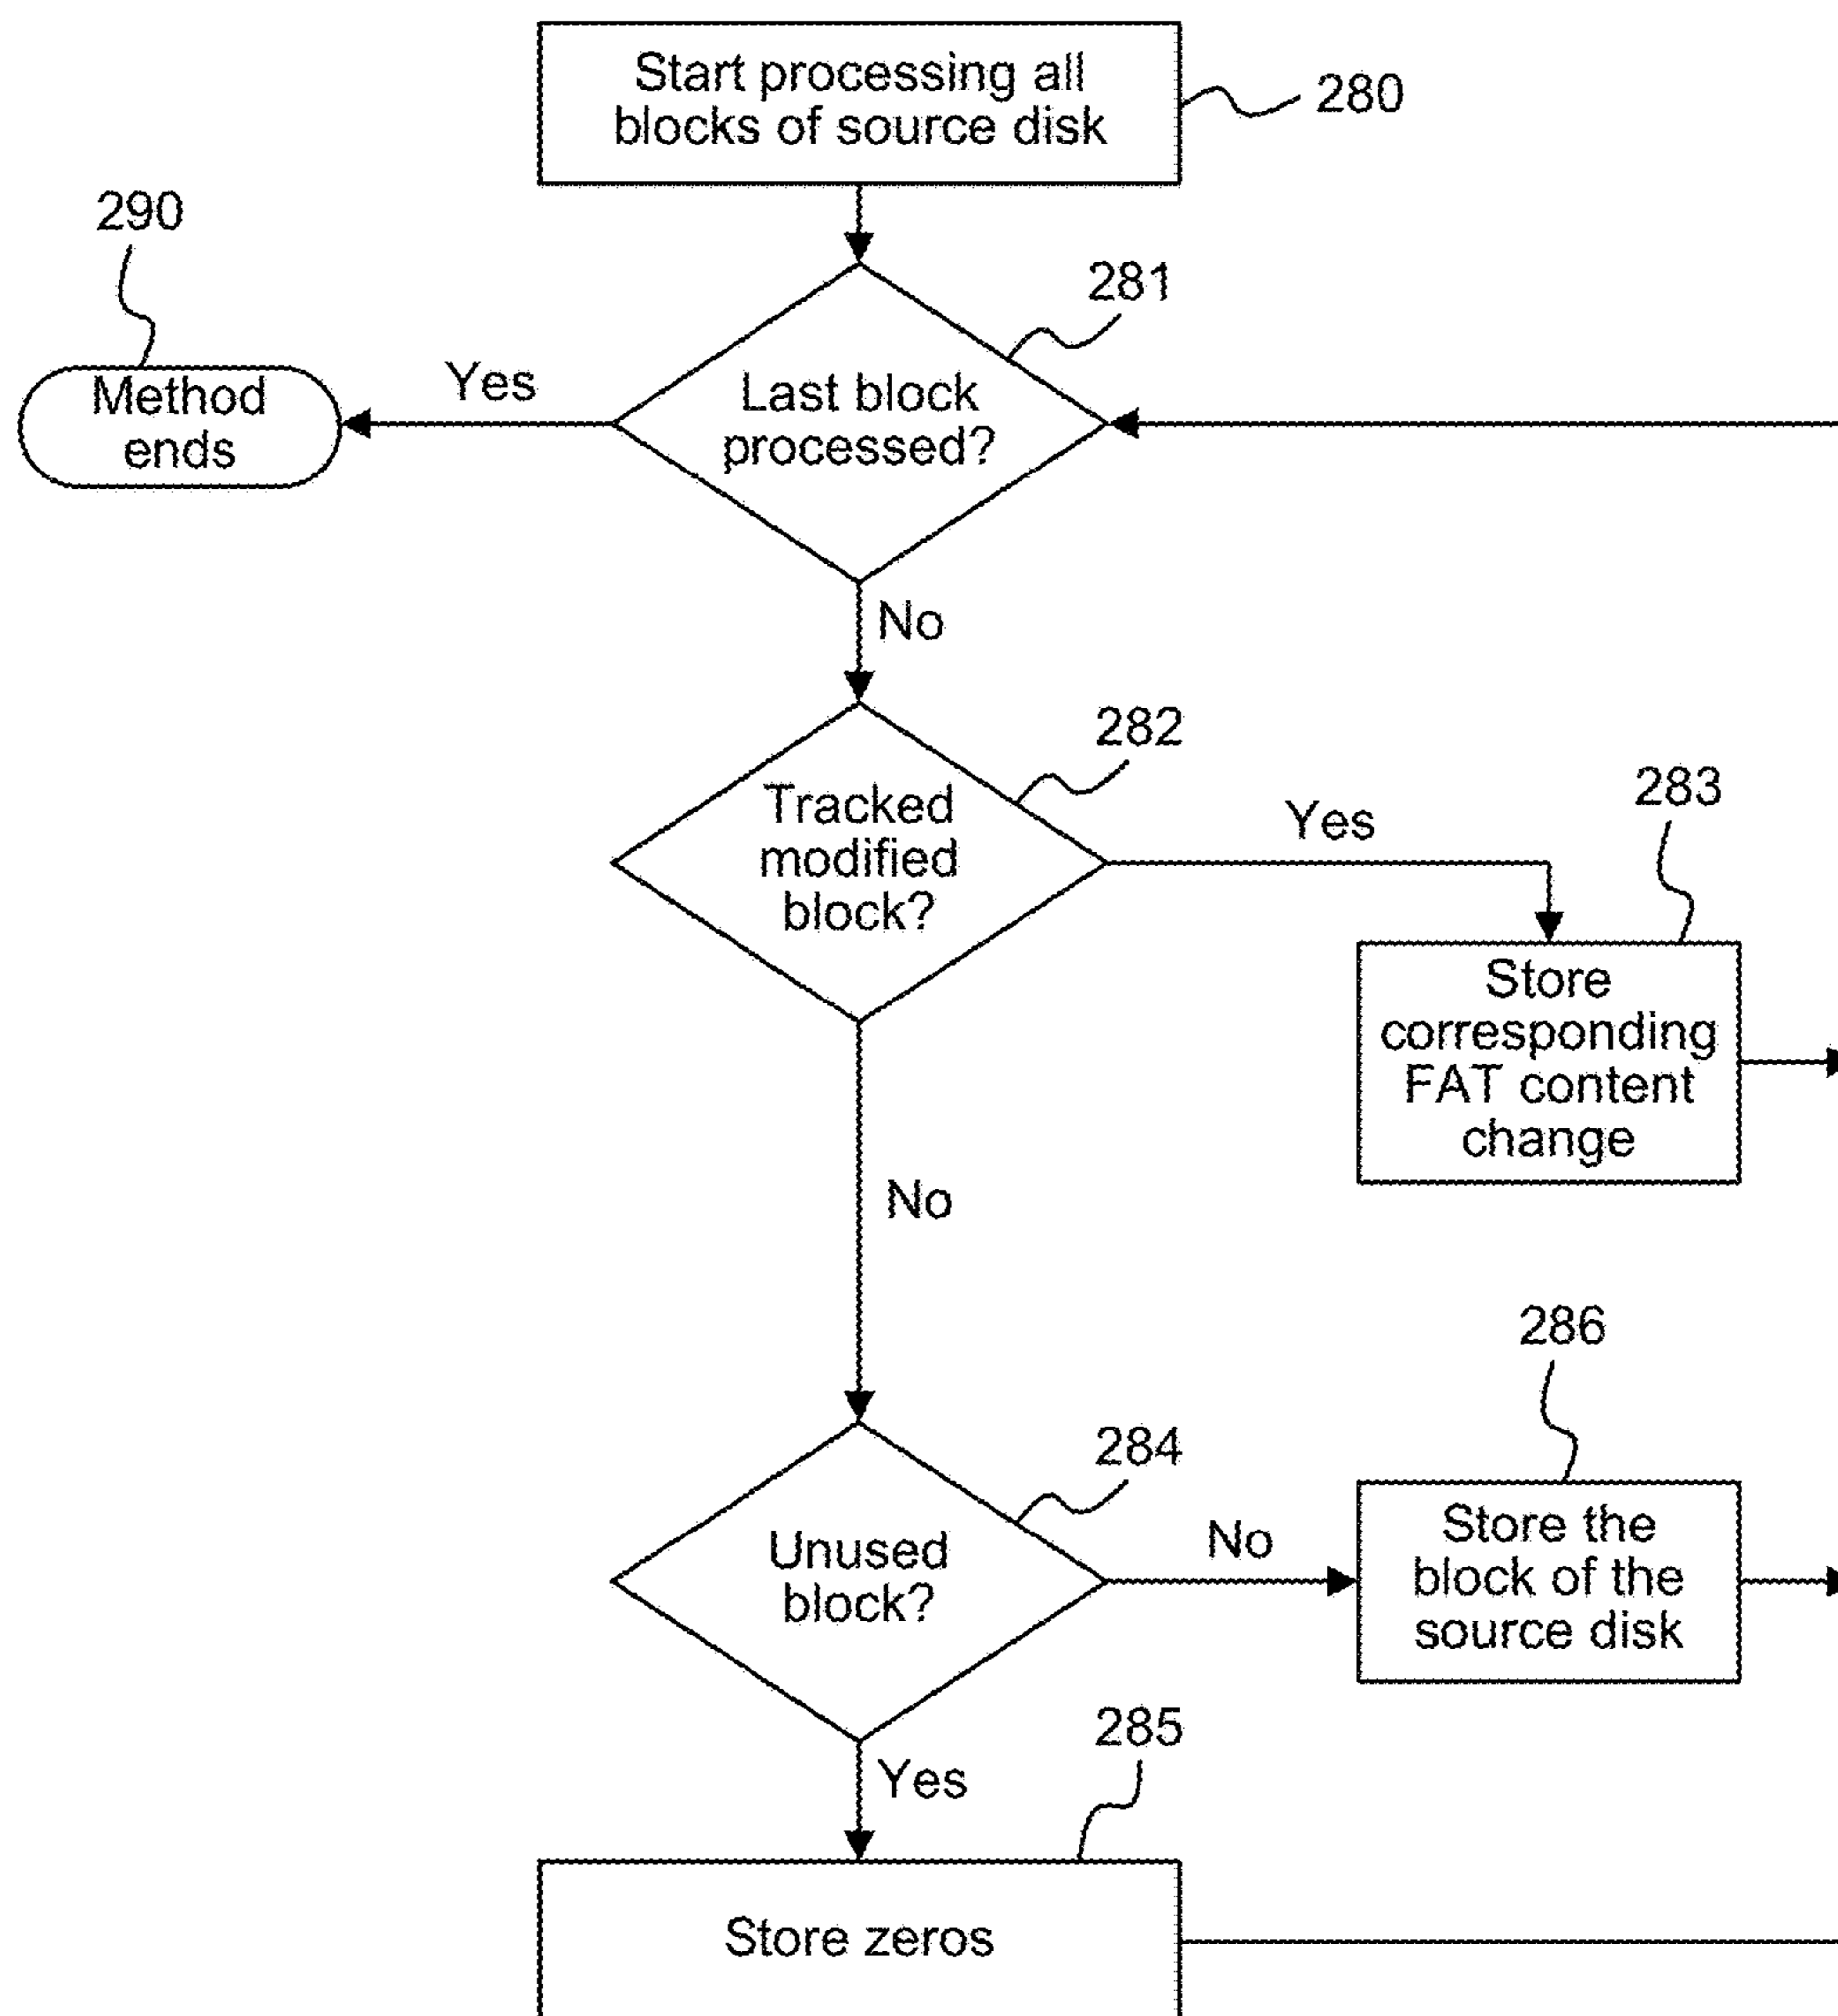 Start processing all
blocks of source disk
280
290
281
Method
ends
Yes
Last block
processed?
No
282
Tracked
modified
block?
Yes
283
Store
corresponding
FAT content
change
No
286
284
Unused
block?
No
Store the
block of the
source disk
285
Yes
Store zeros